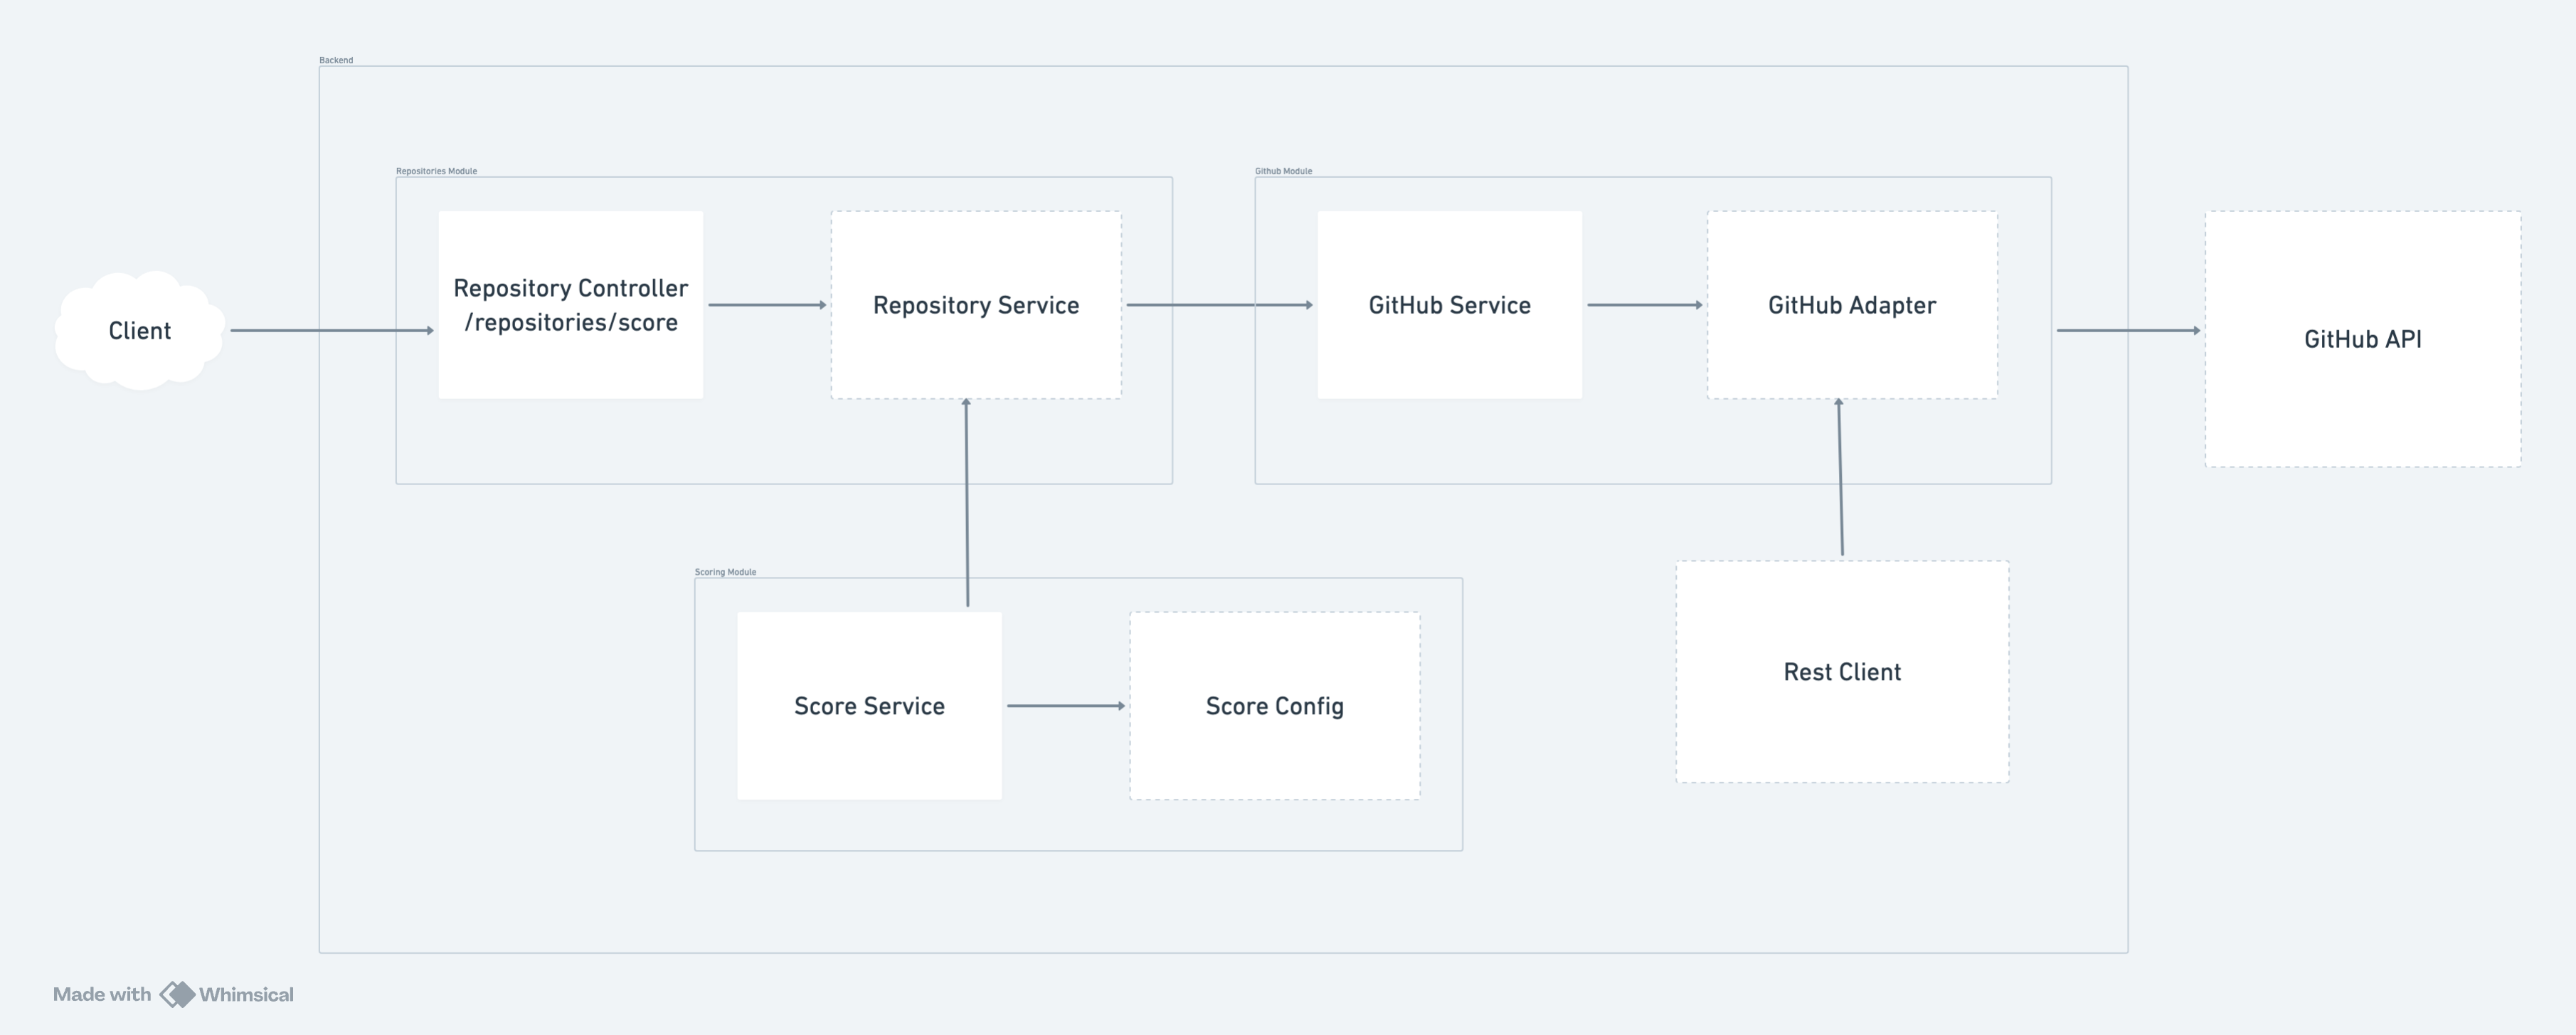 Backend
Repositories Module
Github Module
Client
Repository Controller
/repositories/score
Repository Service
GitHub Service
GitHub Adapter
GitHub API
Scoring Module
Score Service
Score Config
Rest Client
Made with Whimsical